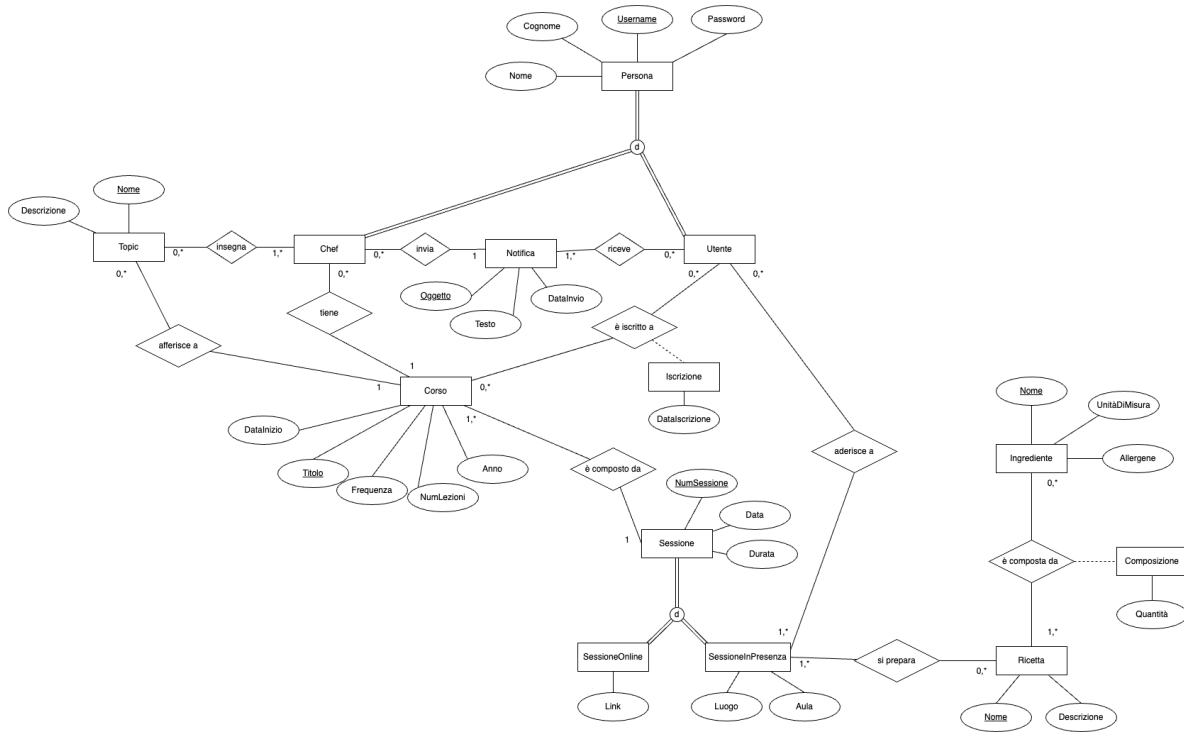 Cognome
Username
Password
Nome
Persona
d
Nome
Descrizione
Topic
0,*
insegna
1,*
Chef
0,*
invia
1
Notifica
1,*
riceve
0,*
Utente
0,*
0,*
0,*
0,*
Oggetto
DataInvio
Testo
tiene
è iscritto a
afferisce a
1
1
Corso
0,*
1,*
Iscrizione
DataIscrizione
DataInizio
Titolo
Frequenza
NumLezioni
Anno
è composto da
aderisce a
Nome
UnitàDiMisura
Ingrediente
Allergene
0,*
NumSessione
Data
1
Sessione
Durata
è composta da
Composizione
Quantità
d
1,*
1,*
SessioneOnline
SessioneInPresenza
1,*
si prepara
0,*
Ricetta
Link
Luogo
Aula
Nome
Descrizione